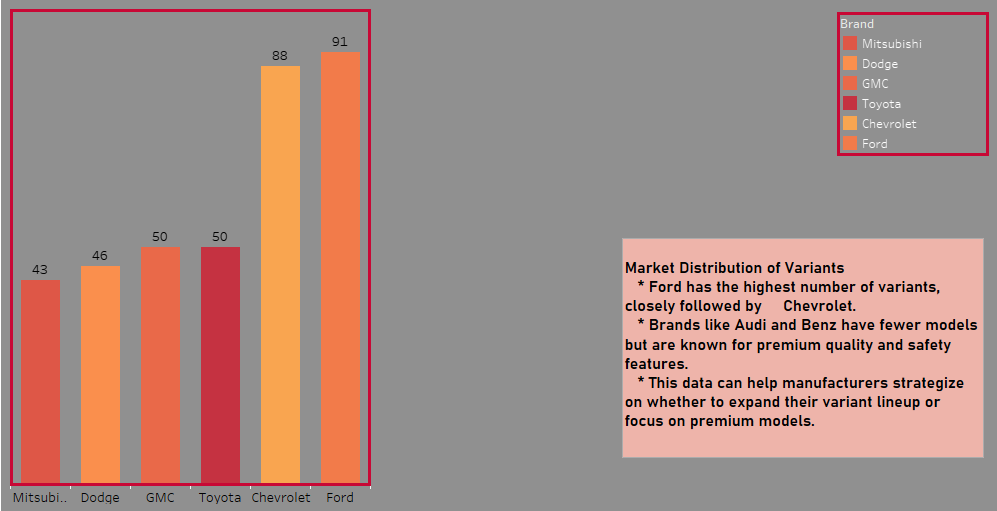 91
88
50
50
46
43
Mitsubi..
Dodge
GMC
Toyota
Chevrolet
Ford
Brand
Mitsubishi
Dodge
GMC
Toyota
Chevrolet
Ford
Market Distribution of Variants
* Ford has the highest number of variants,
closely followed by Chevrolet.
* Brands like Audi and Benz have fewer models
but are known for premium quality and safety
features.
* This data can help manufacturers strategize
on whether to expand their variant lineup or
focus on premium models.